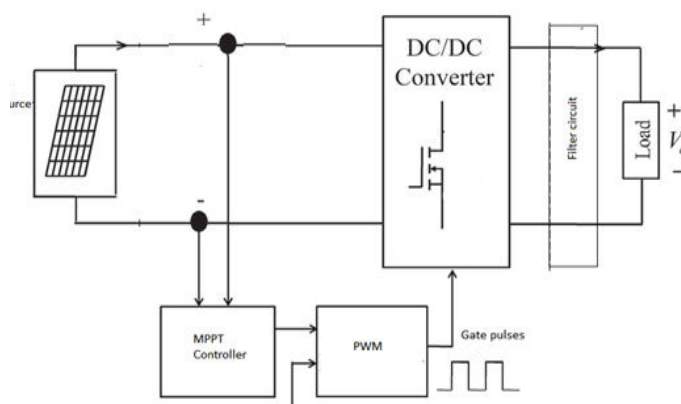 +
DC/DC
Converter
urce
Filter circuit
Load
+
V
-
-
MPPT
Controller
PWM
Gate pulses